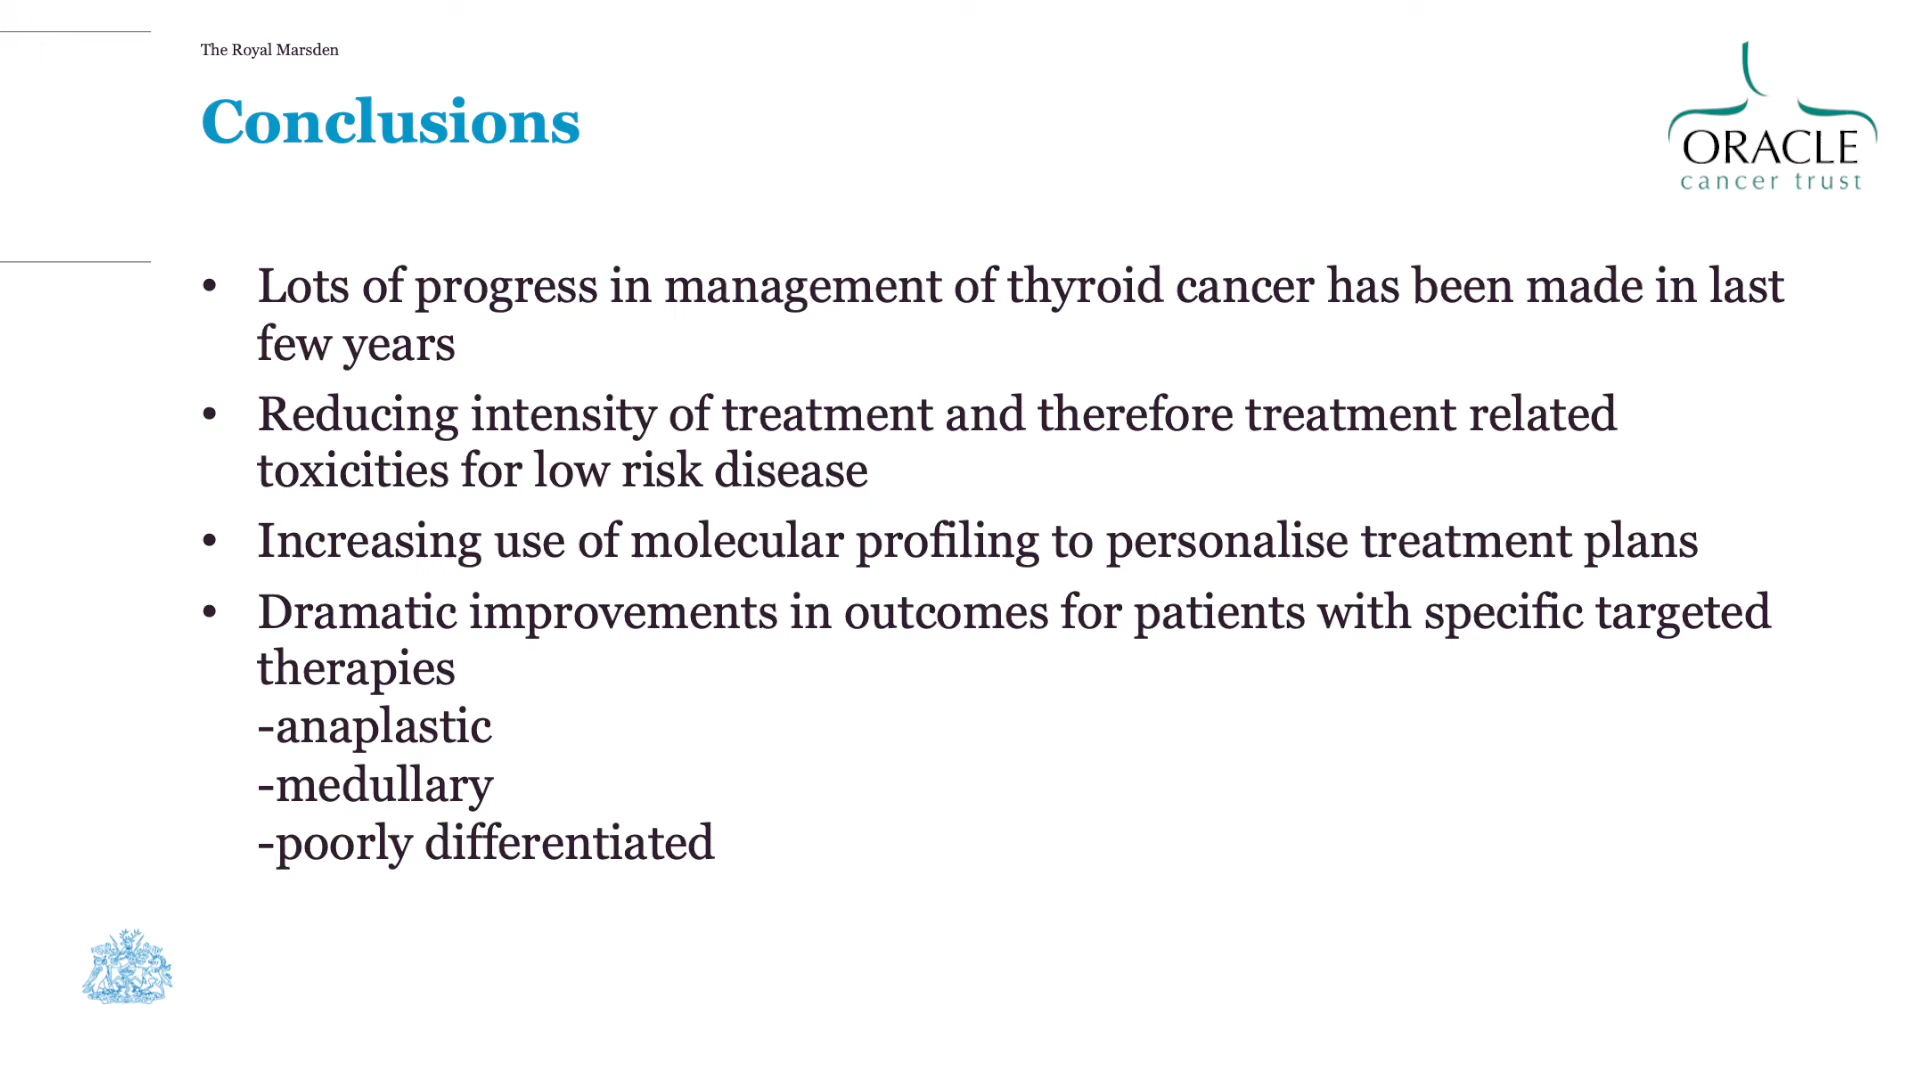 The Royal Marsden
Conclusions
ORACLE
cancer trust
• Lots of progress in management of thyroid cancer has been made in last
few years
• Reducing intensity of treatment and therefore treatment related
toxicities for low risk disease
• Increasing use of molecular profiling to personalise treatment plans
• Dramatic improvements in outcomes for patients with specific targeted
therapies
-anaplastic
-medullary
-poorly differentiated